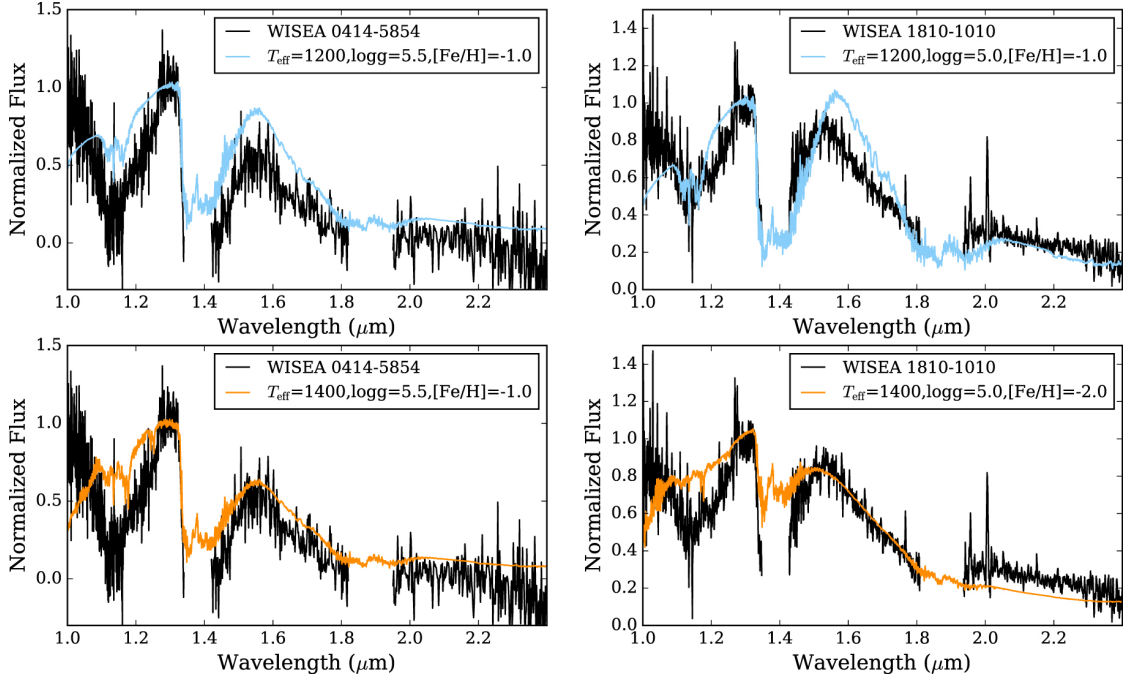 WISEA 0414-5854
T_eff=1200,logg=5.5,[Fe/H]=-1.0
Normalized Flux
1.5
1.0
0.5
0.0
1.0 1.2 1.4 1.6 1.8 2.0 2.2
Wavelength (μm)
WISEA 1810-1010
T_eff=1200,logg=5.0,[Fe/H]=-1.0
Normalized Flux
1.4
1.2
1.0
0.8
0.6
0.4
0.2
0.0
1.0 1.2 1.4 1.6 1.8 2.0 2.2
Wavelength (μm)
WISEA 0414-5854
T_eff=1400,logg=5.5,[Fe/H]=-1.0
Normalized Flux
1.5
1.0
0.5
0.0
1.0 1.2 1.4 1.6 1.8 2.0 2.2
Wavelength (μm)
WISEA 1810-1010
T_eff=1400,logg=5.0,[Fe/H]=-2.0
Normalized Flux
1.4
1.2
1.0
0.8
0.6
0.4
0.2
0.0
1.0 1.2 1.4 1.6 1.8 2.0 2.2
Wavelength (μm)